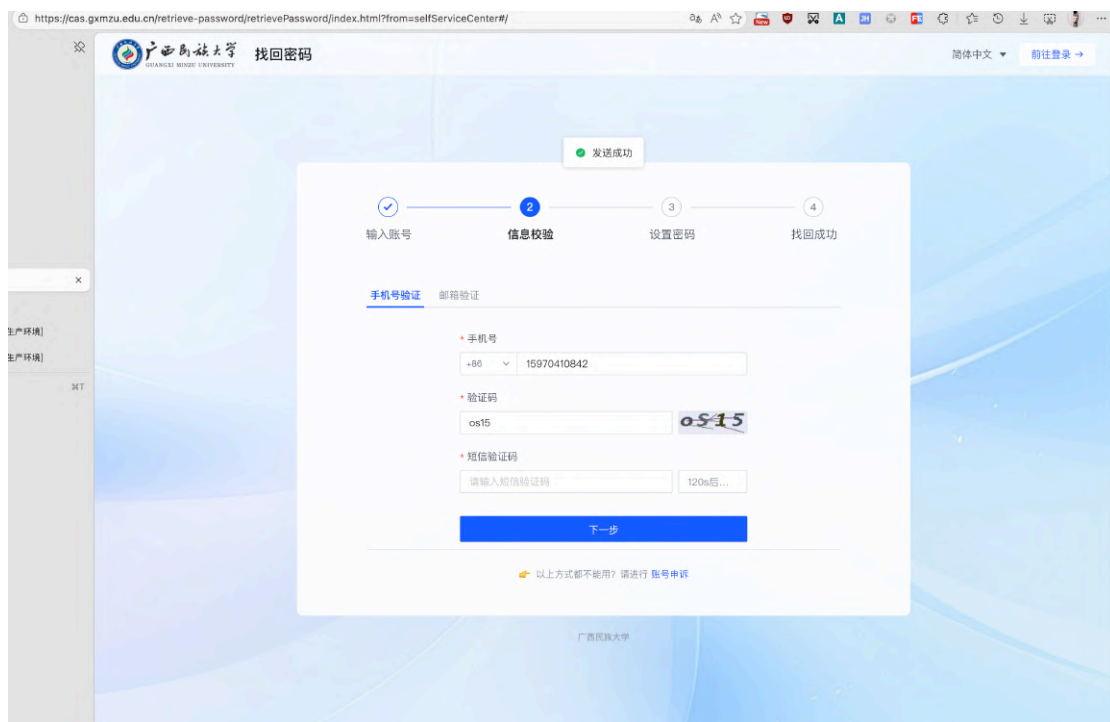 https://cas.gxmzu.edu.cn/retrieve-password/retrievePassword/index.html?from=selfServiceCenter#/
广西民族大学
GUANGXI MINZU UNIVERSITY
找回密码
简体中文
前往登录 →
发送成功
2
3
4
输入账号
信息校验
设置密码
找回成功
手机号验证
邮箱验证
生产环境]
生产环境]
⌘T
* 手机号
+86
15970410842
* 验证码
os15
oS15
* 短信验证码
请输入短信验证码
120s后...
下一步
以上方式都不能用? 请进行 账号申诉
广西民族大学